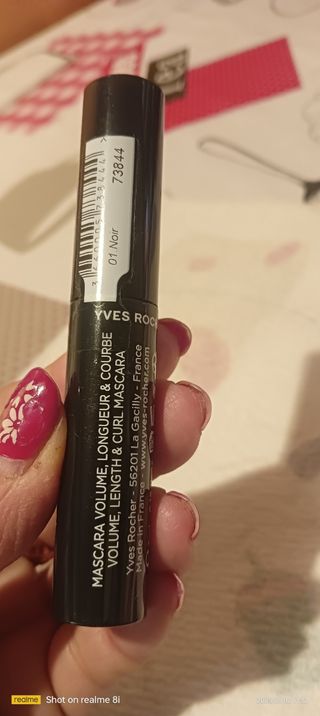 73844
01. Noir
YVES ROC
MASCARA VOLUME, LONGUEUR & COURBE
VOLUME, LENGTH & CURL MASCARA
Yves Rocher - 56201 La Gacilly - France
Made in France - www.yves-rocher.com
realme
Shot on realme 8i